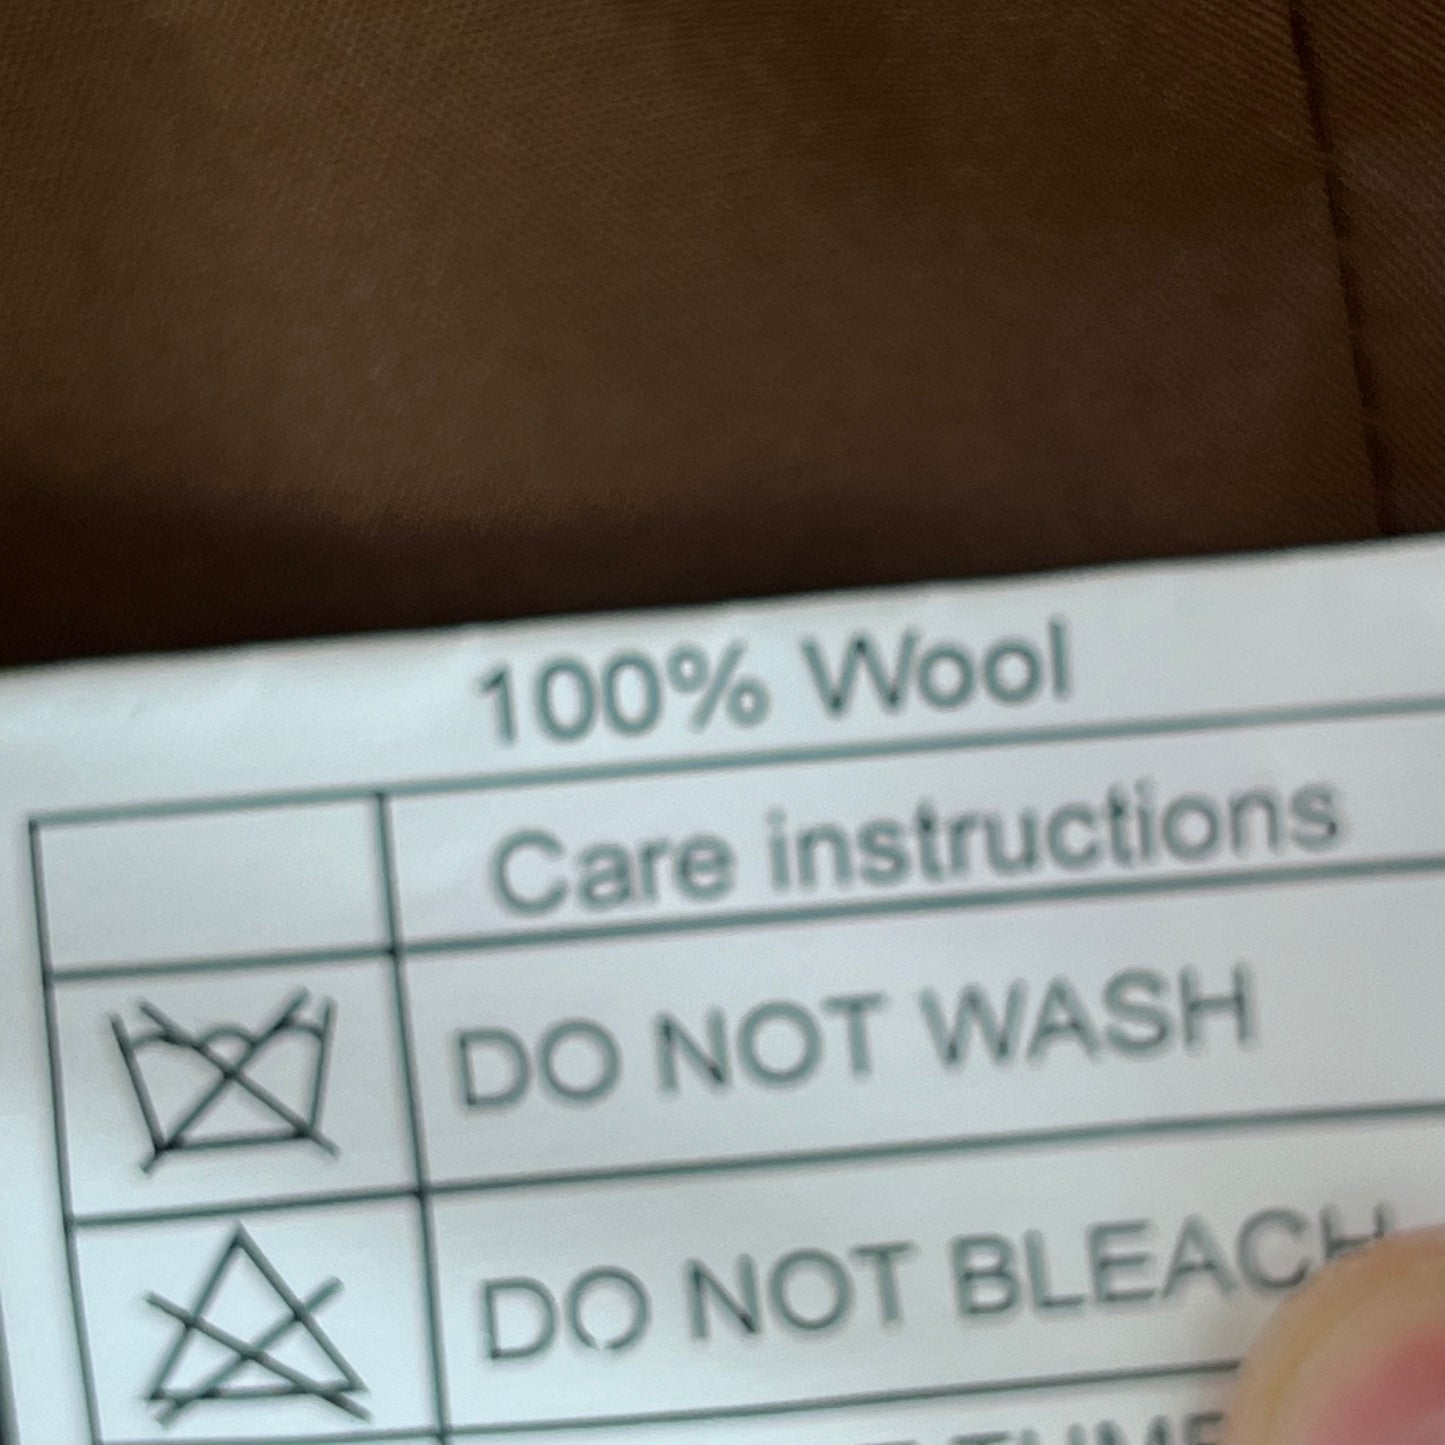 100% Wool
Care instructions
DO NOT WASH
DO NOT BLEACH